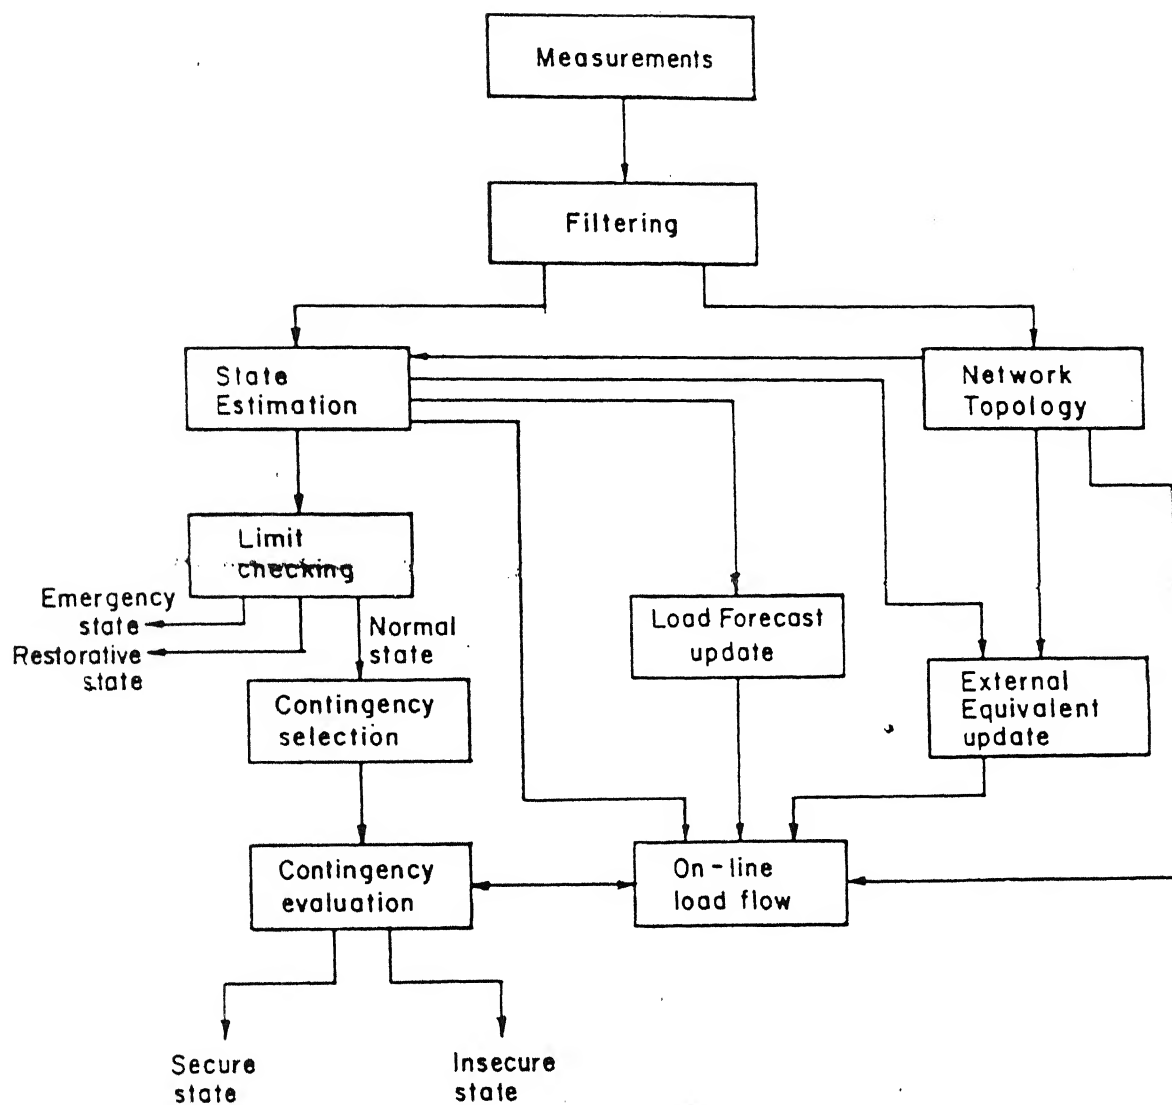 Measurements
Filtering
State
Estimation
Network
Topology
Limit
checking
Emergency
state
Restorative
state
Normal
state
Load Forecast
update
Contingency
selection
External
Equivalent
update
Contingency
evaluation
On-line
load flow
Secure
state
Insecure
state